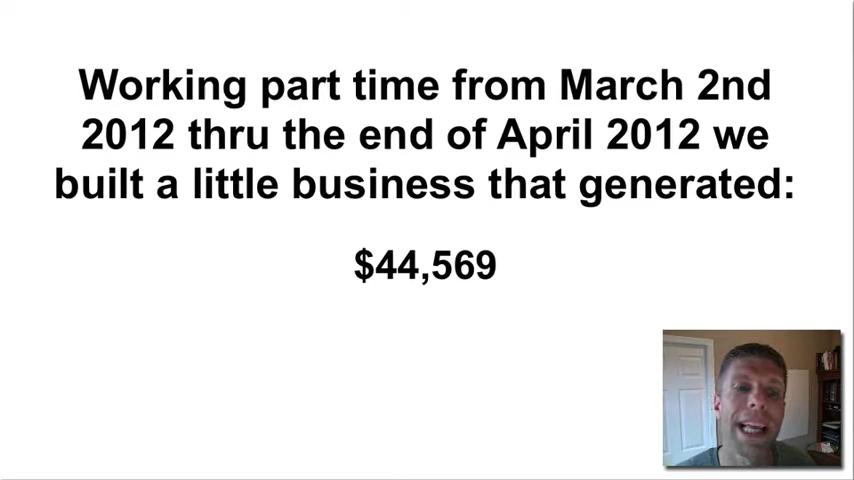 Working part time from March 2nd
2012 thru the end of April 2012 we
built a little business that generated:
$44,569